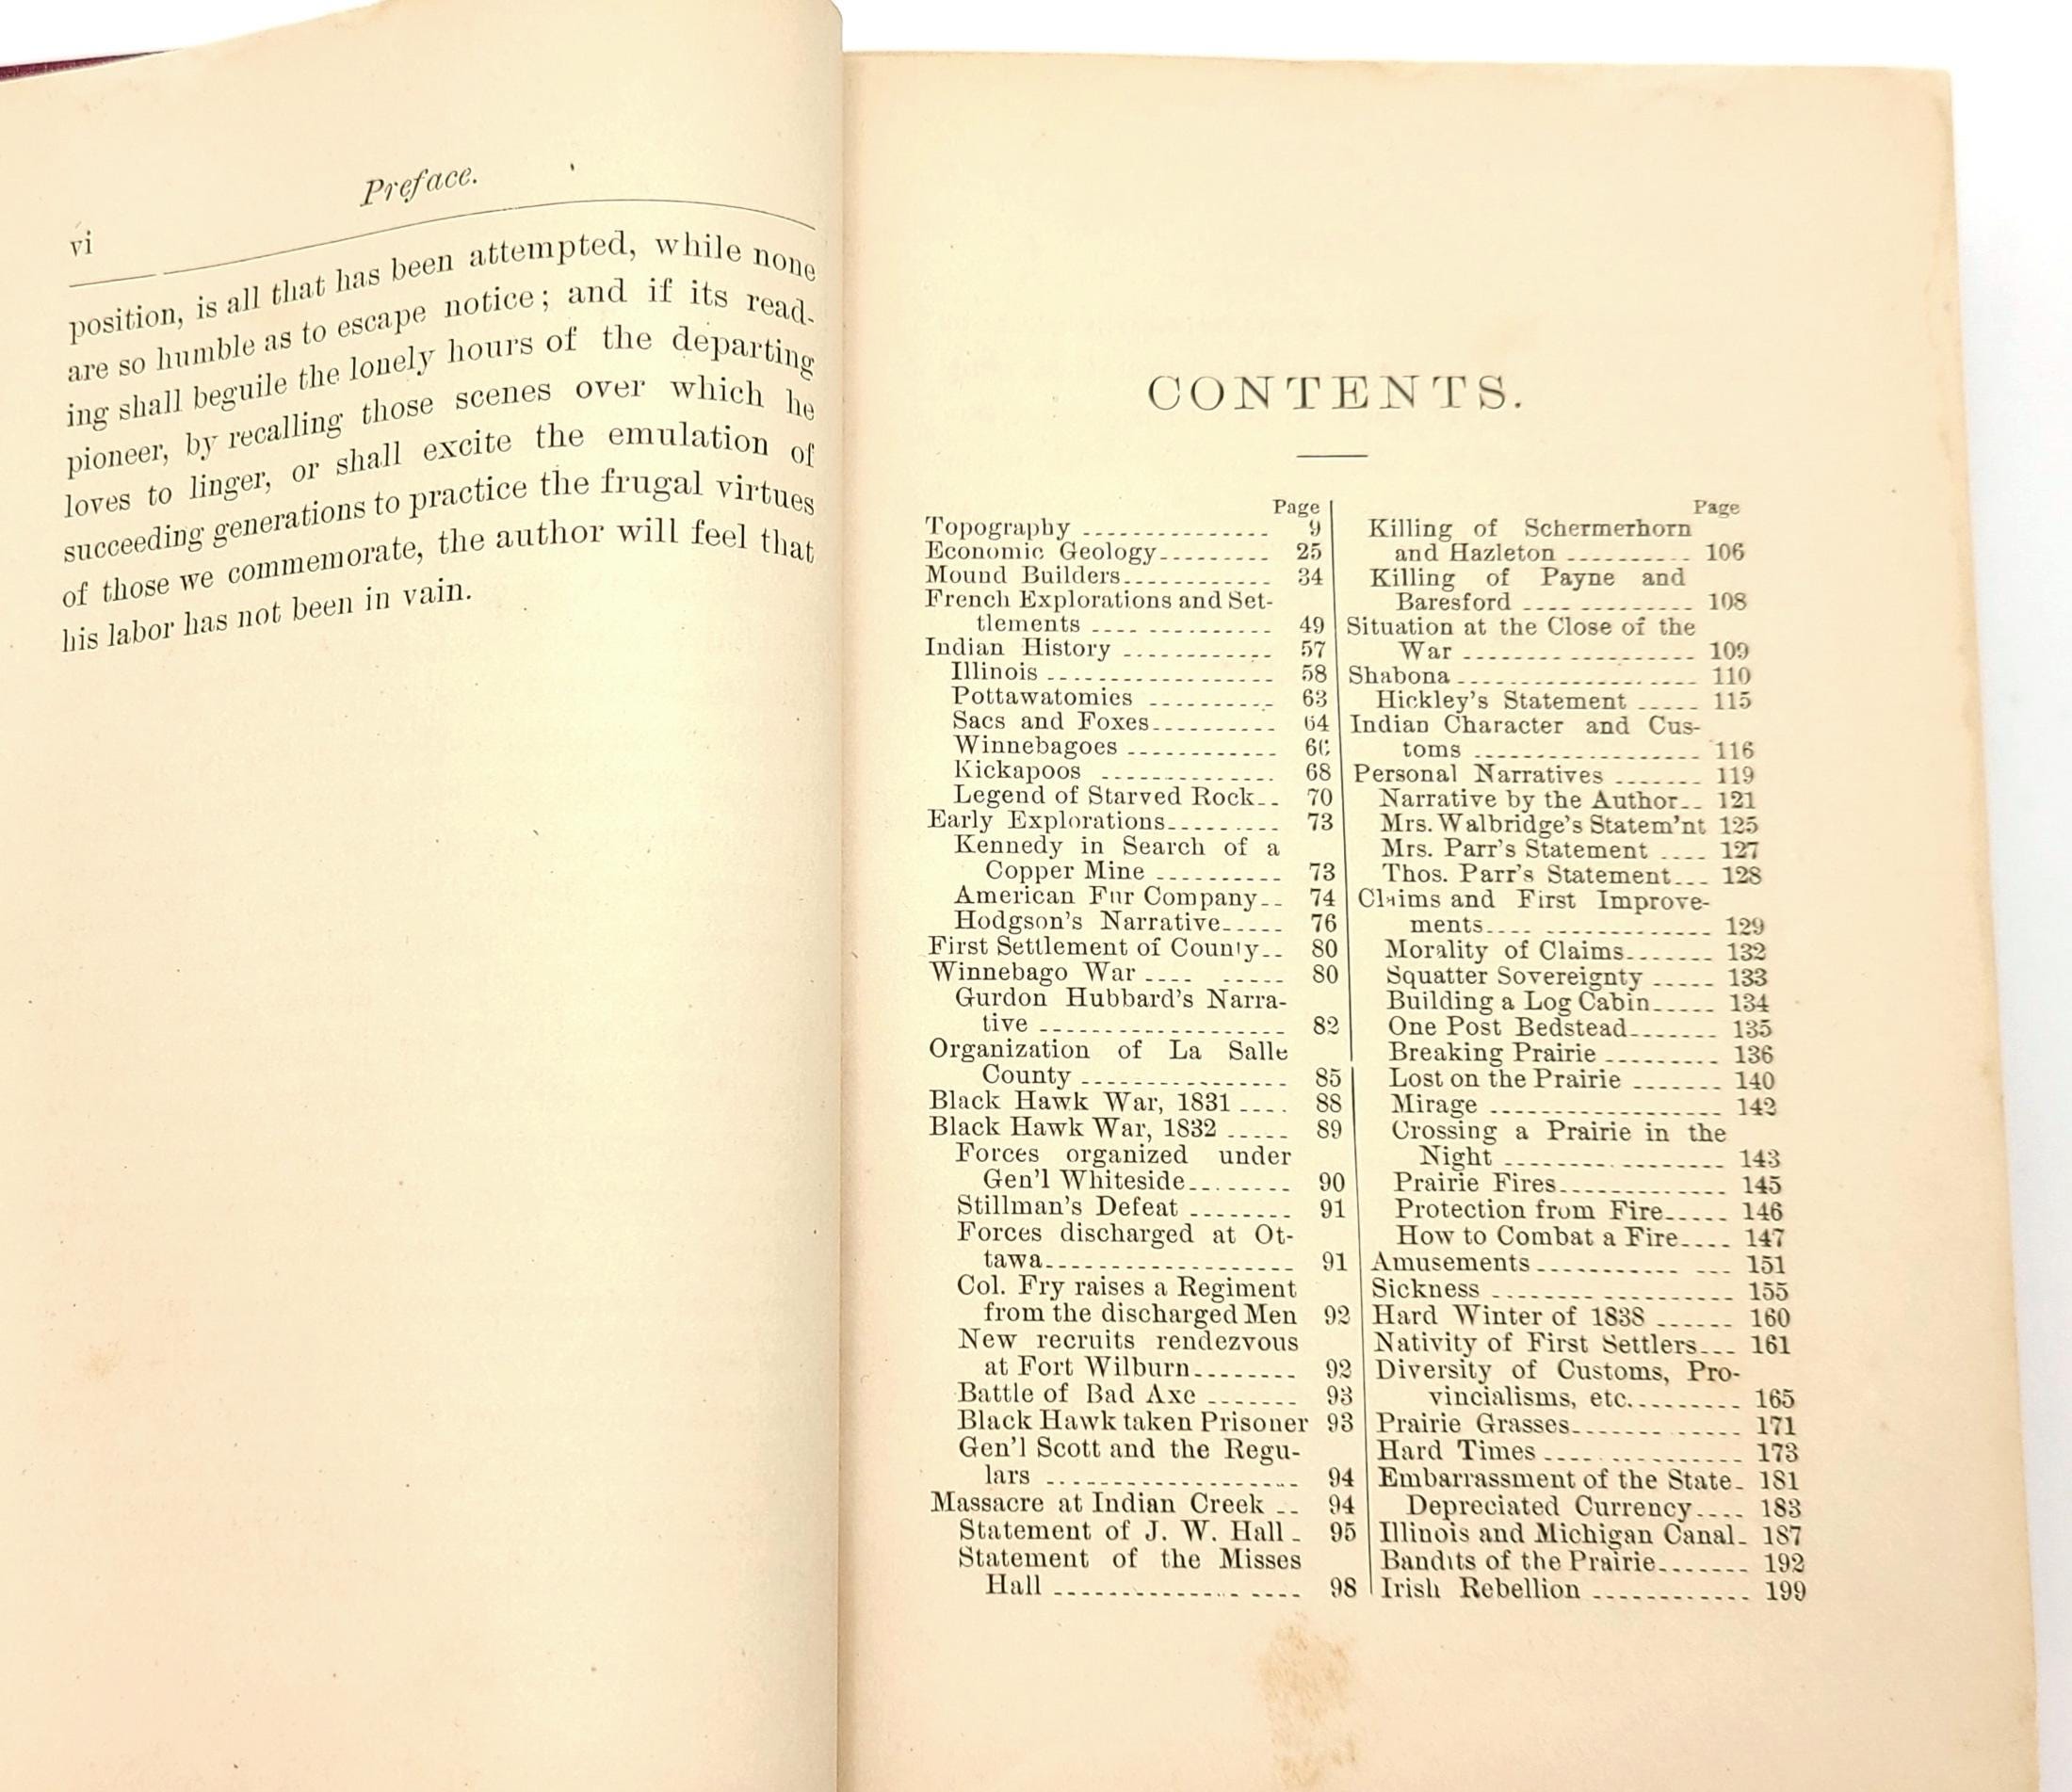 Preface.
vi
position, is all that has been attempted, while none
are so humble as to escape notice; and if its read-
ing shall beguile the lonely hours of the departing
pioneer, by recalling those scenes over which he
loves to linger, or shall excite the emulation of
succeeding generations to practice the frugal virtues
of those we commemorate, the author will feel that
his labor has not been in vain.
CONTENTS.
Page
Topography --------------- 9
Economic Geology--------- 25
Mound Builders------------ 34
French Explorations and Set-
tlements ---- ----------- 49
Indian History ------------ 57
Illinois ------------------ 58
Pottawatomies ---------- 63
Sacs and Foxes---------- 64
Winnebagoes ------------ 66
Kickapoos -------------- 68
Legend of Starved Rock-- 70
Early Explorations--------- 73
Kennedy in Search of a
Copper Mine ---------- 73
American Fur Company-- 74
Hodgson's Narrative----- 76
First Settlement of County-- 80
Winnebago War ---- ----- 80
Gurdon Hubbard's Narra-
tive ------------------- 82
Organization of La Salle
County ---------------- 85
Black Hawk War, 1831 ---- 88
Black Hawk War, 1832 ----- 89
Forces organized under
Gen'l Whiteside-------- 90
Stillman's Defeat -------- 91
Forces discharged at Ot-
tawa------------------- 91
Col. Fry raises a Regiment
from the discharged Men 92
New recruits rendezvous
at Fort Wilburn-------- 92
Battle of Bad Axe ------- 93
Black Hawk taken Prisoner 93
Gen'l Scott and the Regu-
lars ------------------- 94
Massacre at Indian Creek -- 94
Statement of J. W. Hall - 95
Statement of the Misses
Hall -------------- ---- 98
Page
Killing of Schermerhorn
and Hazleton ---------- 106
Killing of Payne and
Baresford ---- --------- 108
Situation at the Close of the
War -------- ---------- 109
Shabona ------------------- 110
Hickley's Statement ----- 115
Indian Character and Cus-
toms ------------------ 116
Personal Narratives ------- 119
Narrative by the Author-- 121
Mrs. Walbridge's Statem'nt 125
Mrs. Parr's Statement ---- 127
Thos. Parr's Statement--- 128
Claims and First Improve-
ments---- ------------- 129
Morality of Claims------- 132
Squatter Sovereignty ----- 133
Building a Log Cabin----- 134
One Post Bedstead------- 135
Breaking Prairie --------- 136
Lost on the Prairie ------- 140
Mirage ------------------ 142
Crossing a Prairie in the
Night ----------------- 143
Prairie Fires------------- 145
Protection from Fire----- 146
How to Combat a Fire---- 147
Amusements ----------- --- 151
Sickness -------- ---------- 155
Hard Winter of 1838 ------ 160
Nativity of First Settlers--- 161
Diversity of Customs, Pro-
vincialisms, etc.--------- 165
Prairie Grasses------------- 171
Hard Times --------------- 173
Embarrassment of the State- 181
Depreciated Currency---- 183
Illinois and Michigan Canal- 187
Bandits of the Prairie------- 192
Irish Rebellion ------------ 199